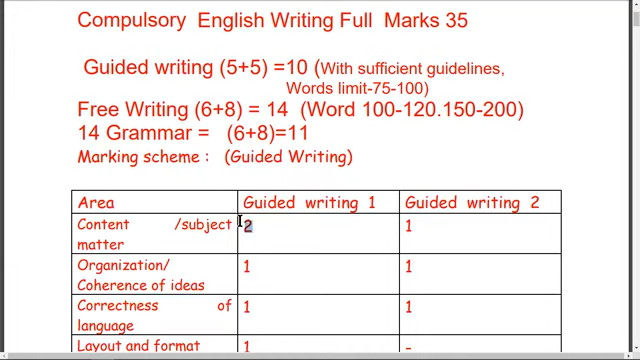 Compulsory English Writing Full Marks 35
Guided writing (5+5) =10 (With sufficient guidelines,
Words limit-75-100)
Free Writing (6+8) = 14 (Word 100-120.150-200)
14 Grammar = (6+8)=11
Marking scheme : (Guided Writing)
Area Guided writing 1 Guided writing 2
Content /subject matter 2 1
Organization/ Coherence of ideas 1 1
Correctness of language 1 1
Layout and format 1 -